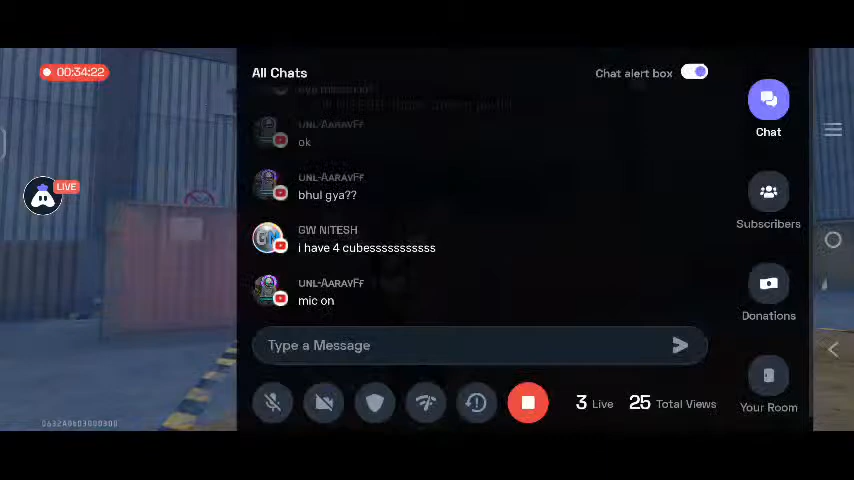 00:34:22
All Chats
Chat alert box
UNL-AARAVFF
ok
UNL-AARAVFF
bhul gya??
GW NITESH
i have 4 cubesssssssssss
UNL-AARAVFF
mic on
Type a Message
3 Live 25 Total Views
LIVE
Chat
Subscribers
Donations
Your Room